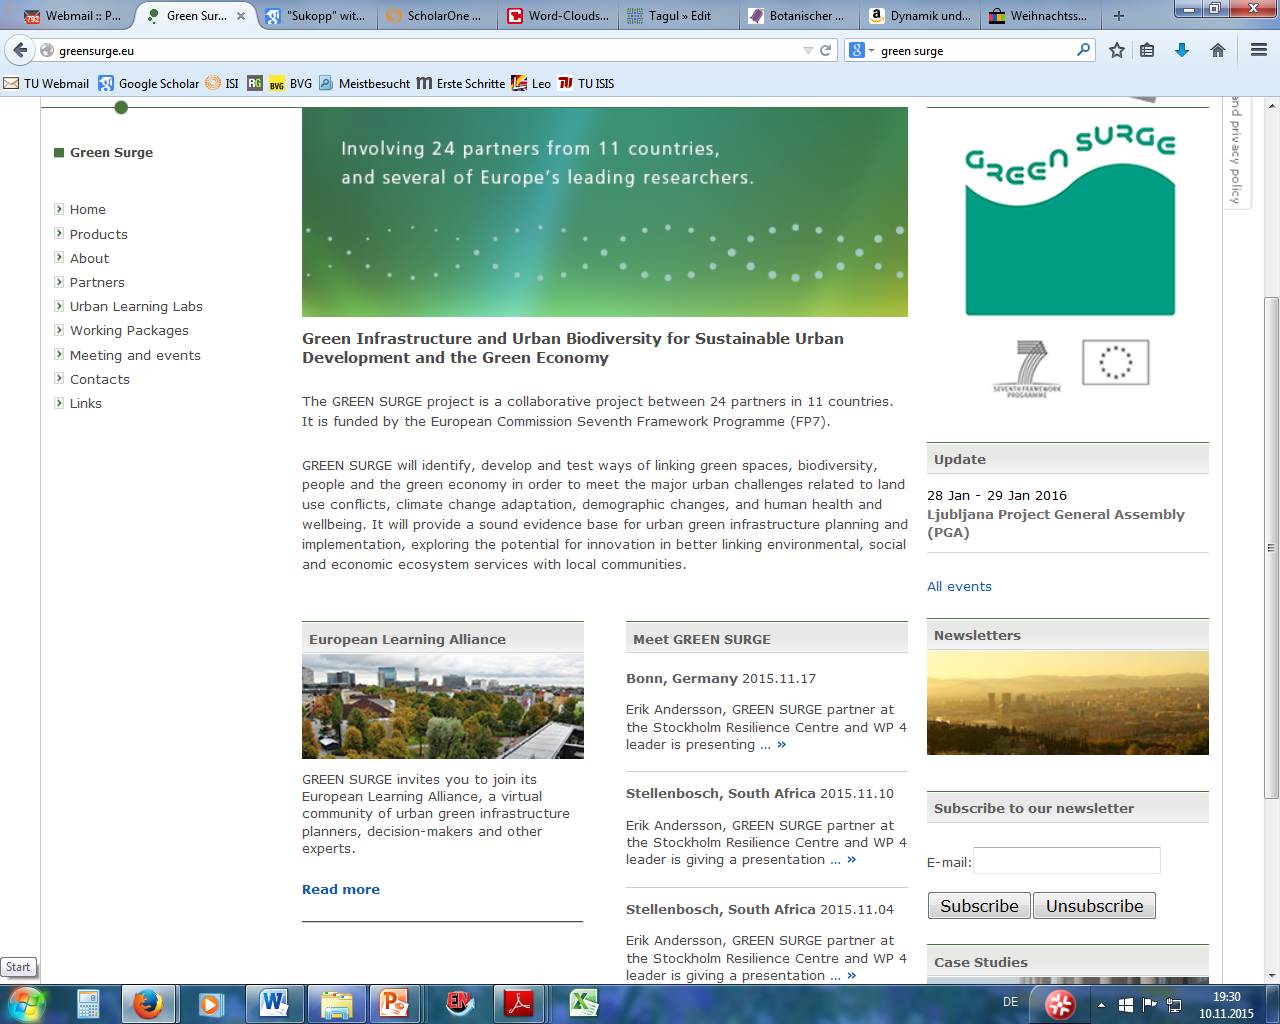 792
Webmail :: P...
Green Sur...
"Sukopp" wit...
ScholarOne ...
Word-Clouds...
Tagul » Edit
Botanischer ...
Dynamik und...
Weihnachtss...
greensurge.eu
green surge
TU Webmail
Google Scholar
ISI
RG
BVG
BVG
Meistbesucht
Erste Schritte
Leo
TU ISIS
Green Surge
Home
Products
About
Partners
Urban Learning Labs
Working Packages
Meeting and events
Contacts
Links
Involving 24 partners from 11 countries,
and several of Europe's leading researchers.
Green Infrastructure and Urban Biodiversity for Sustainable Urban
Development and the Green Economy
The GREEN SURGE project is a collaborative project between 24 partners in 11 countries.
It is funded by the European Commission Seventh Framework Programme (FP7).
GREEN SURGE will identify, develop and test ways of linking green spaces, biodiversity,
people and the green economy in order to meet the major urban challenges related to land
use conflicts, climate change adaptation, demographic changes, and human health and
wellbeing. It will provide a sound evidence base for urban green infrastructure planning and
implementation, exploring the potential for innovation in better linking environmental, social
and economic ecosystem services with local communities.
European Learning Alliance
GREEN SURGE invites you to join its
European Learning Alliance, a virtual
community of urban green infrastructure
planners, decision-makers and other
experts.
Read more
Meet GREEN SURGE
Bonn, Germany 2015.11.17
Erik Andersson, GREEN SURGE partner at
the Stockholm Resilience Centre and WP 4
leader is presenting ... »
Stellenbosch, South Africa 2015.11.10
Erik Andersson, GREEN SURGE partner at
the Stockholm Resilience Centre and WP 4
leader is giving a presentation ... »
Stellenbosch, South Africa 2015.11.04
Erik Andersson, GREEN SURGE partner at
the Stockholm Resilience Centre and WP 4
leader is giving a presentation ... »
GREEN SURGE
SEVENTH FRAMEWORK
PROGRAMME
and privacy policy
Update
28 Jan - 29 Jan 2016
Ljubljana Project General Assembly
(PGA)
All events
Newsletters
Subscribe to our newsletter
E-mail:
Subscribe
Unsubscribe
Case Studies
Start
DE
19:30
10.11.2015